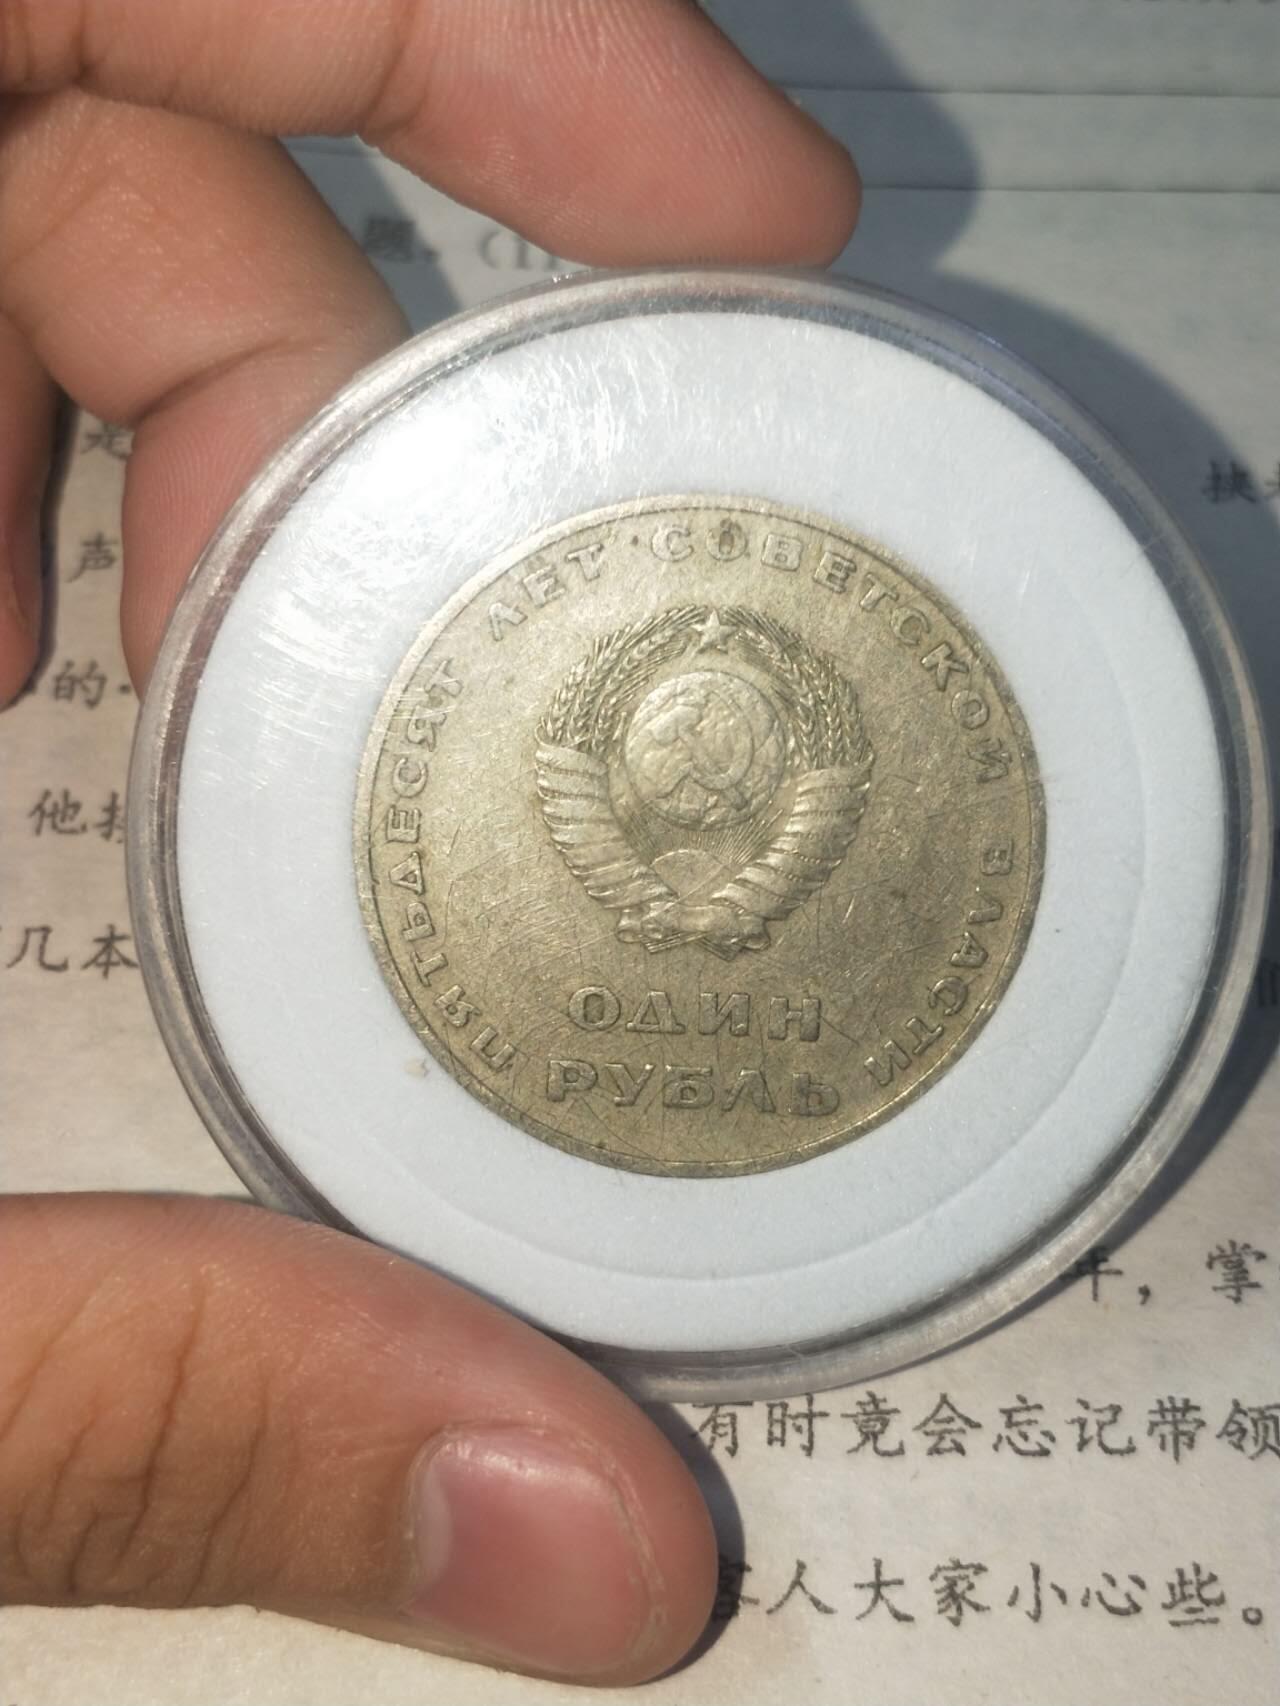 ПЯТЬДЕСЯТ ЛЕТ СОВЕТСКОЙ ВЛАСТИ
ОДИН
РУБЛЬ
声
的
他
几本
年，掌
有时竟会忘记带领
人大家小心些。